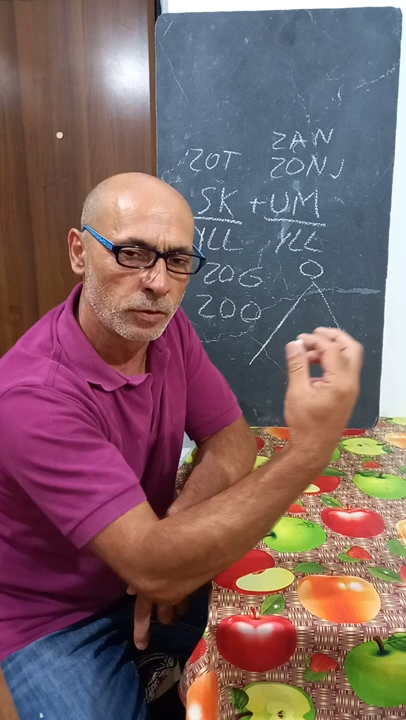 ZAN
ZOT ZONJ
SK + UM
YLL YLL
ZOG O
ZOO